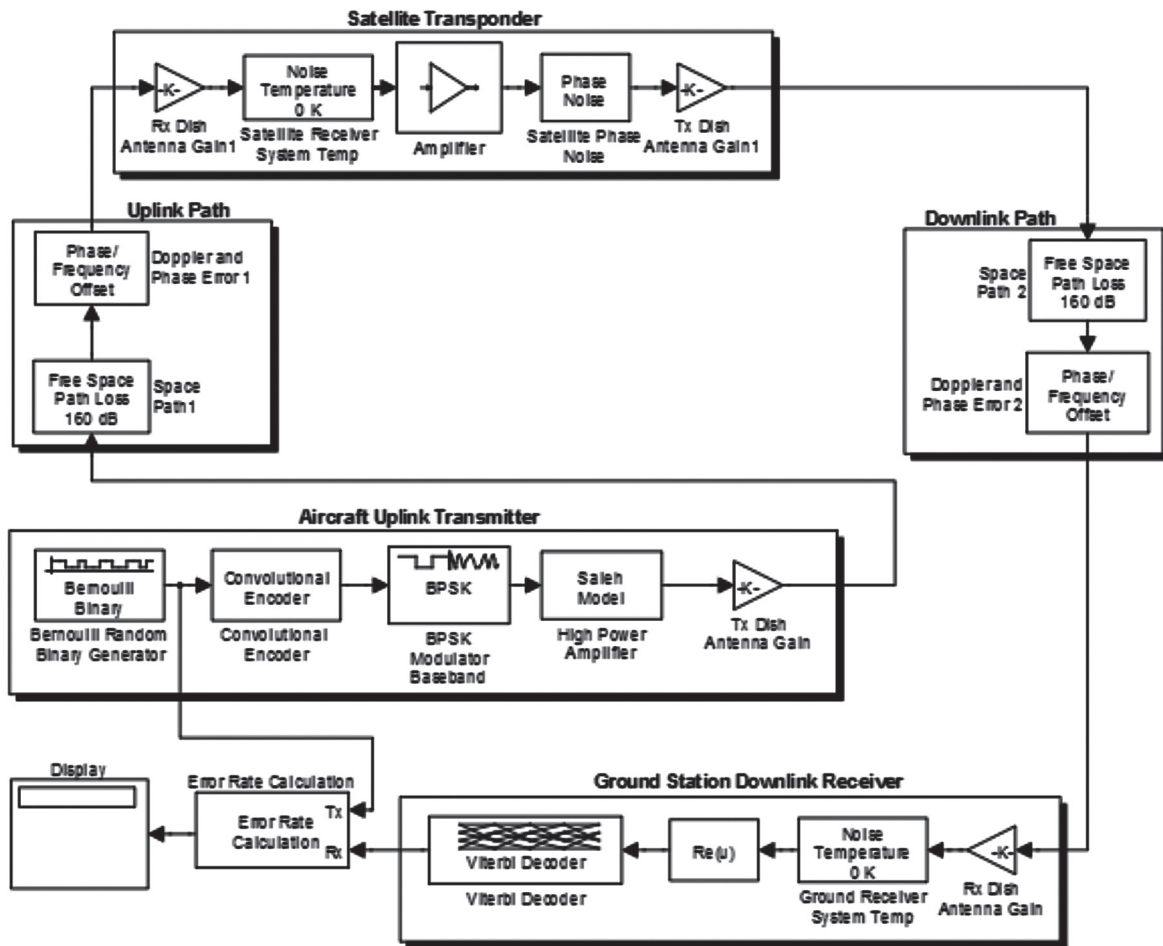 Satellite Transponder
-K-
Rx Dish
Antenna Gain1
Noise
Temperature
0 K
Satellite Receiver
System Temp
Amplifier
Phase
Noise
Satellite Phase
Noise
-K-
Tx Dish
Antenna Gain1
Uplink Path
Phase/
Frequency
Offset
Doppler and
Phase Error 1
Free Space
Path Loss
160 dB
Space
Path1
Downlink Path
Space
Path 2
Free Space
Path Loss
160 dB
Doppler and
Phase Error 2
Phase/
Frequency
Offset
Aircraft Uplink Transmitter
Bernoulli
Binary
Bernoulli Random
Binary Generator
Convolutional
Encoder
Convolutional
Encoder
BPSK
BPSK
Modulator
Baseband
Saleh
Model
High Power
Amplifier
-K-
Tx Dish
Antenna Gain
Display
Error Rate Calculation
Error Rate
Calculation
Tx
Rx
Ground Station Downlink Receiver
Viterbi Decoder
Viterbi Decoder
Re(u)
Noise
Temperature
0 K
Ground Receiver
System Temp
-K-
Rx Dish
Antenna Gain